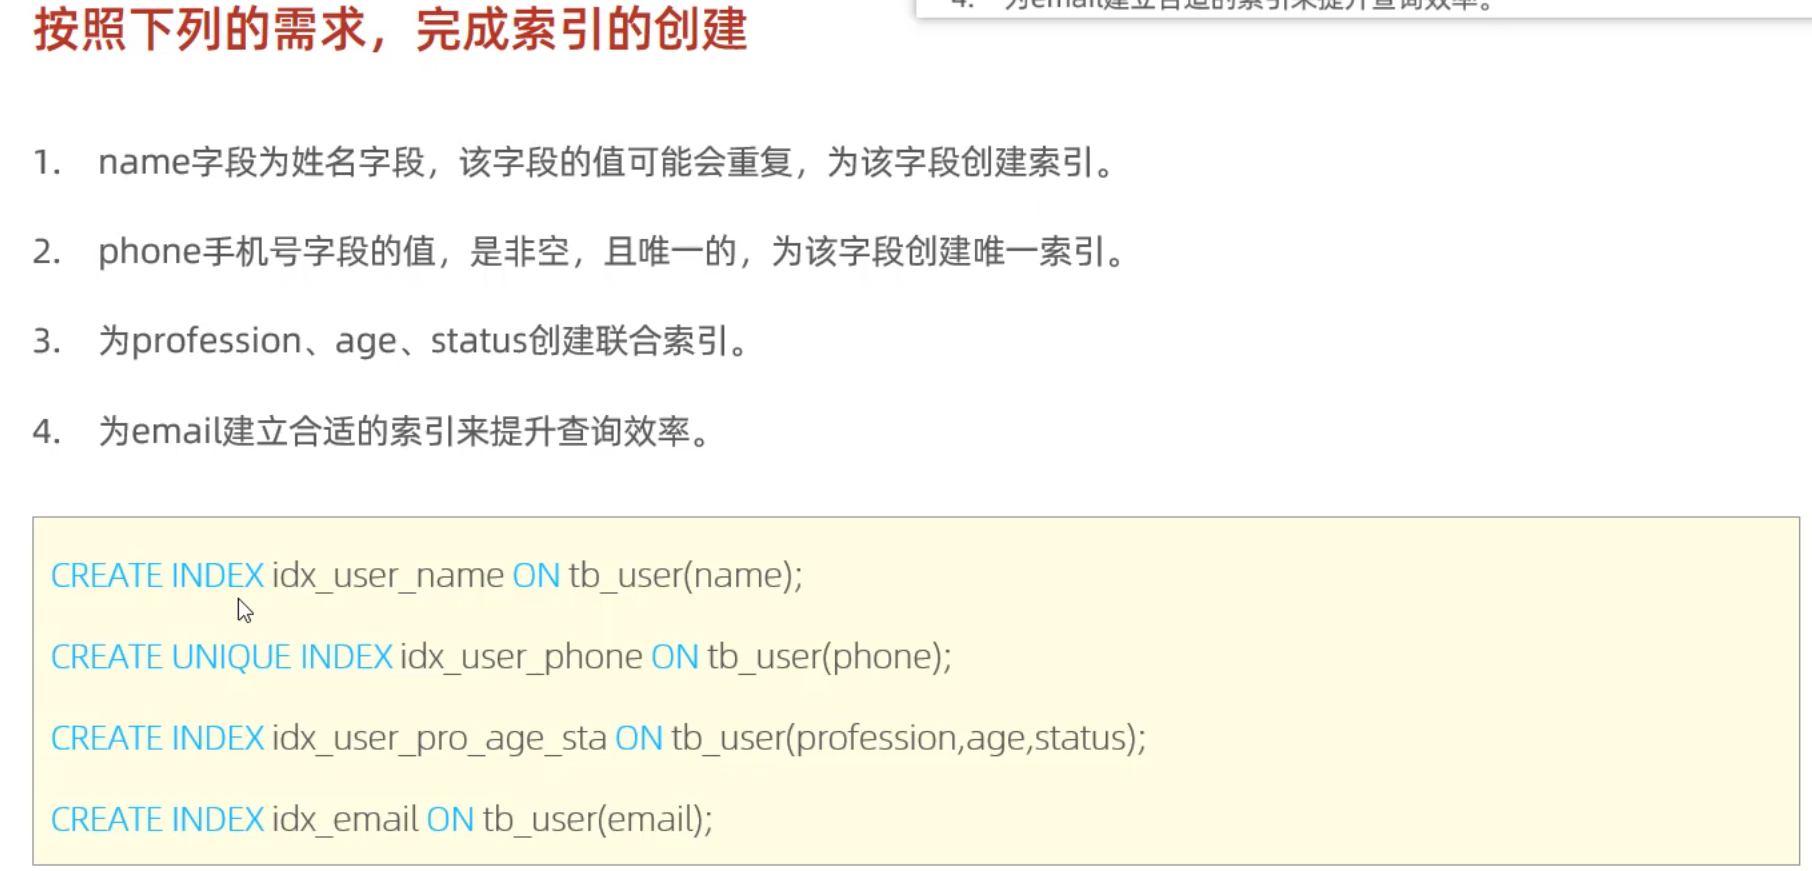 4. 为email建立合适的索引来提升查询效率。
按照下列的需求，完成索引的创建
1. name字段为姓名字段，该字段的值可能会重复，为该字段创建索引。
2. phone手机号字段的值，是非空，且唯一的，为该字段创建唯一索引。
3. 为profession、age、status创建联合索引。
4. 为email建立合适的索引来提升查询效率。
CREATE INDEX idx_user_name ON tb_user(name);
CREATE UNIQUE INDEX idx_user_phone ON tb_user(phone);
CREATE INDEX idx_user_pro_age_sta ON tb_user(profession,age,status);
CREATE INDEX idx_email ON tb_user(email);